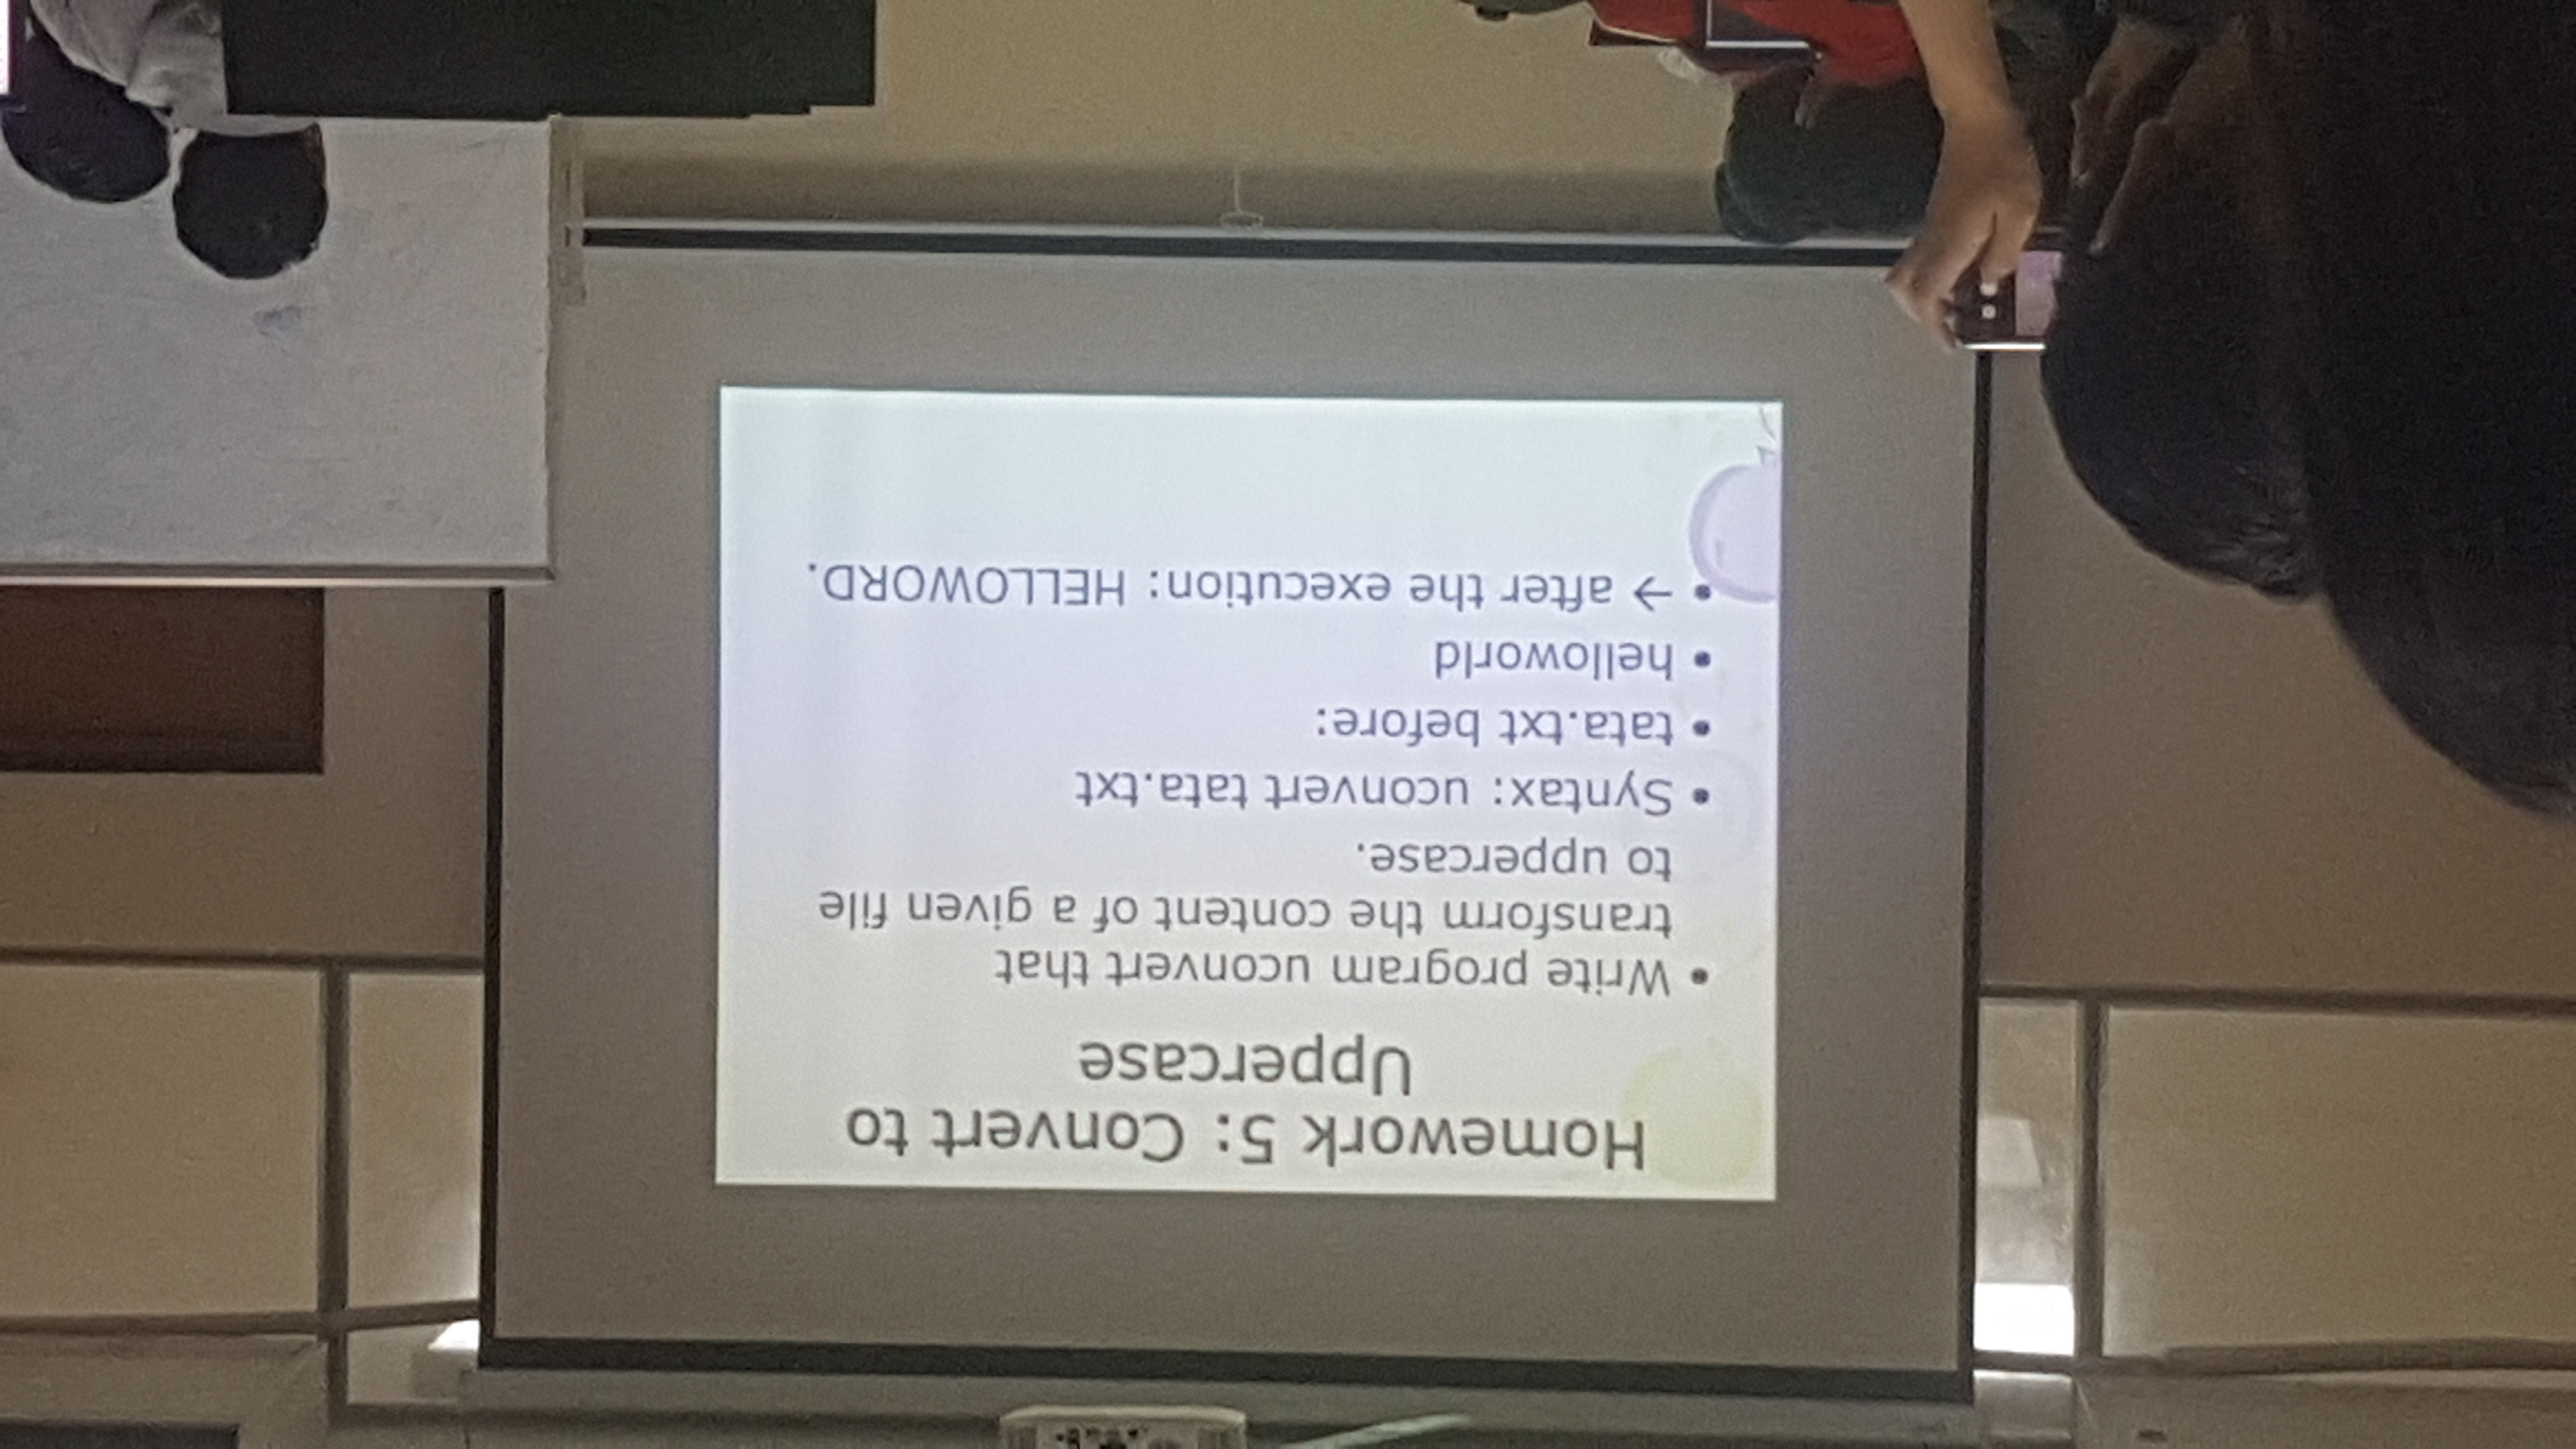 Homework 5: Convert to
Uppercase
• Write program uconvert that
transform the content of a given file
to uppercase.
• Syntax: uconvert tata.txt
• tata.txt before:
• helloworld
• → after the execution: HELLOWORD.